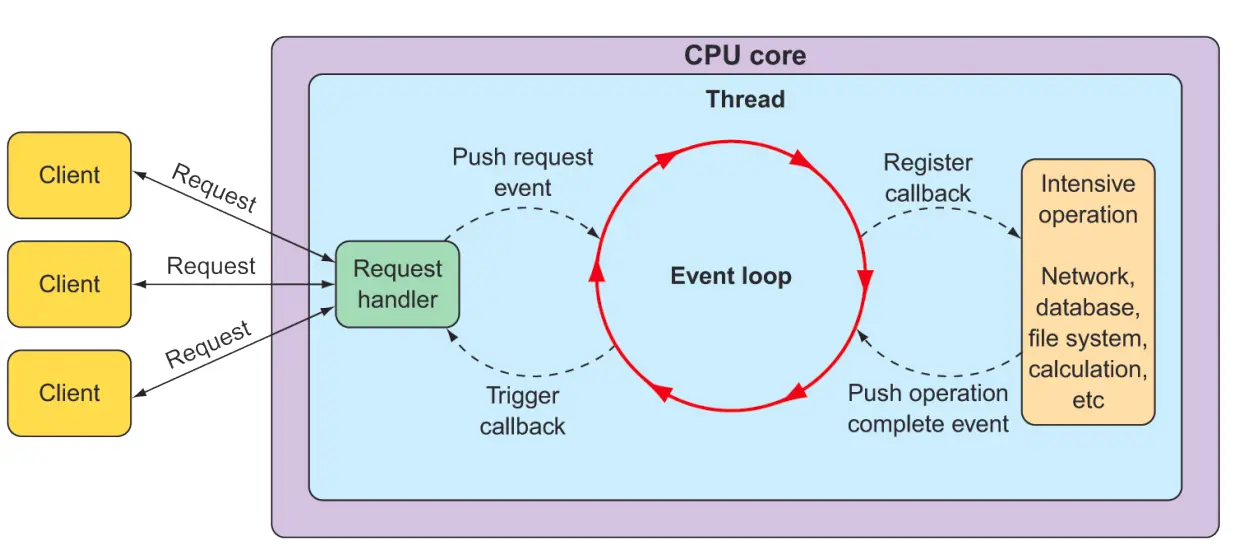 CPU core
Thread
Client
Client
Client
Request
Request
Request
Request
handler
Push request
event
Trigger
callback
Event loop
Register
callback
Push operation
complete event
Intensive
operation
Network,
database,
file system,
calculation,
etc